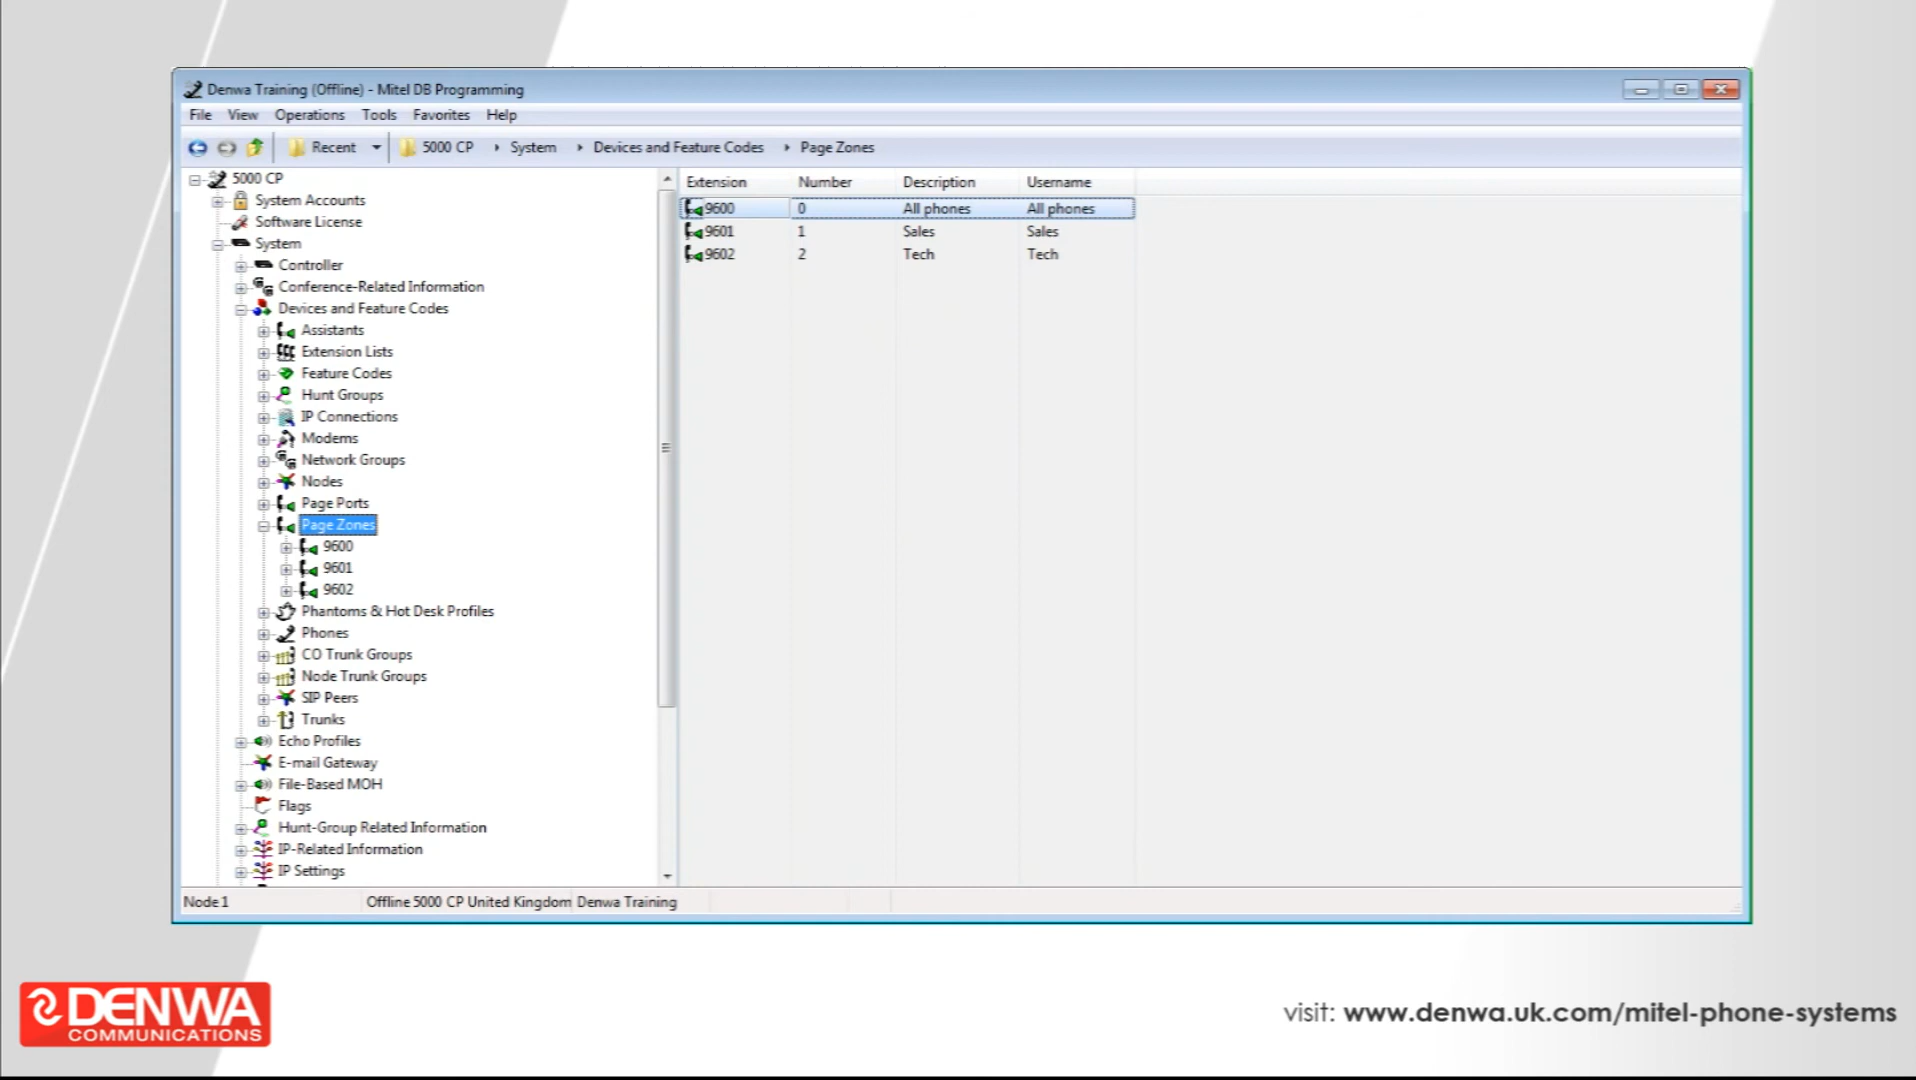 Denwa Training (Offline) - Mitel DB Programming
File View Operations Tools Favorites Help
Recent 5000 CP System Devices and Feature Codes Page Zones
5000 CP
System Accounts
Software License
System
Controller
Conference-Related Information
Devices and Feature Codes
Assistants
Extension Lists
Feature Codes
Hunt Groups
IP Connections
Modems
Network Groups
Nodes
Page Ports
Page Zones
9600
9601
9602
Phantoms & Hot Desk Profiles
Phones
CO Trunk Groups
Node Trunk Groups
SIP Peers
Trunks
Echo Profiles
E-mail Gateway
File-Based MOH
Flags
Hunt-Group Related Information
IP-Related Information
IP Settings
Extension Number Description Username
9600 0 All phones All phones
9601 1 Sales Sales
9602 2 Tech Tech
Node 1 Offline 5000 CP United Kingdom Denwa Training
DENWA
COMMUNICATIONS
visit: www.denwa.uk.com/mitel-phone-systems